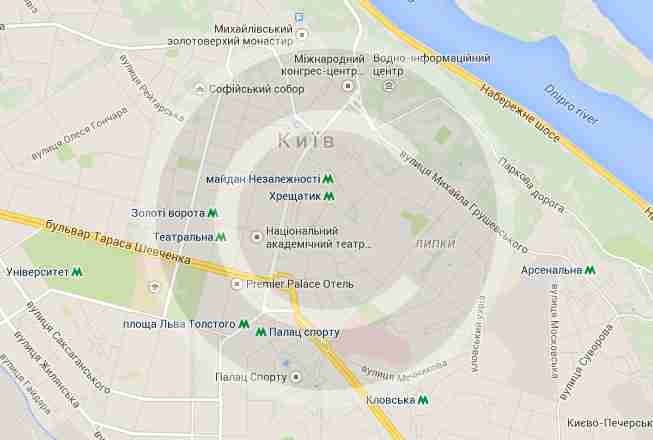 Михайлівський
золотоверхий монастир
Міжнародний
конгрес-центр...
Водно-інформаційний
центр
Софійський собор
вулиця Рейтарська
вулиця Олеся Гончара
Dnipro river
Набережне шосе
Паркова дорога
Київ
вулиця Михайла Грушевського
майдан Незалежності
Хрещатик
Золоті ворота
Театральна
Національний
академічний театр...
ЛИПКИ
бульвар Тараса Шевченка
Університет
Арсенальна
Premier Palace Отель
площа Льва Толстого
Палац спорту
Кловський узвіз
вулиця Московська
вулиця Суворова
вулиця Саксаганського
вулиця Жилянська
вулиця Мечникова
Палац Спорту
Кловська
Києво-Печерськ